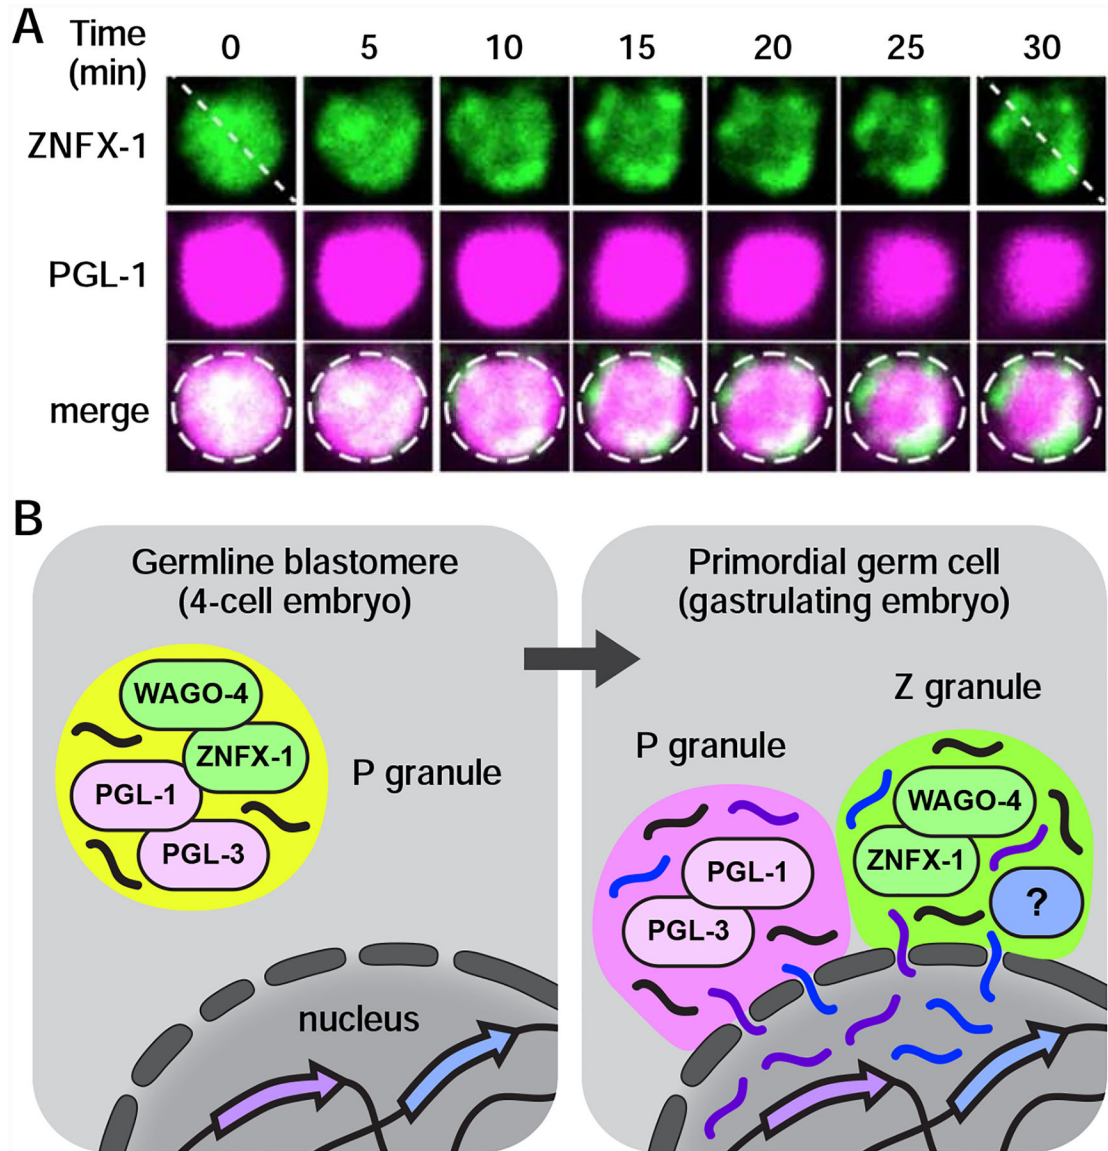 A
Time
(min)
0 5 10 15 20 25 30
ZNFX-1
PGL-1
merge
B
Germline blastomere
(4-cell embryo)
WAGO-4
ZNFX-1
PGL-1
PGL-3
P granule
nucleus
Primordial germ cell
(gastrulating embryo)
Z granule
P granule
PGL-1
PGL-3
WAGO-4
ZNFX-1
?